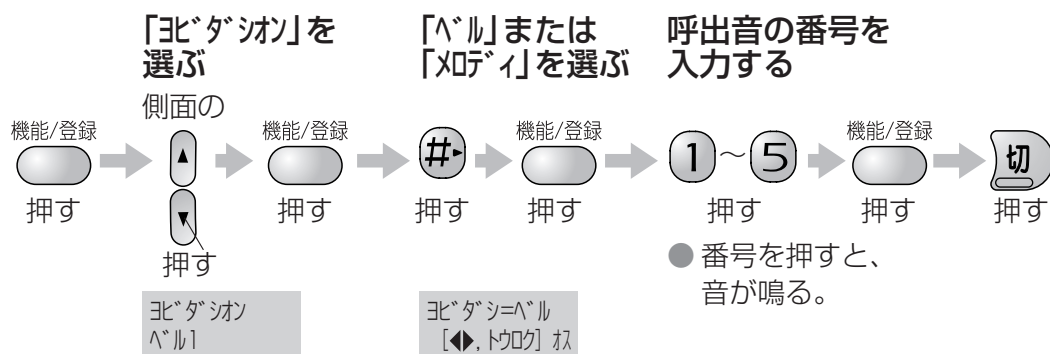 「ﾖﾋﾞﾀﾞｼｵﾝ」を
選ぶ
「ﾍﾞﾙ」または
「ﾒﾛﾃﾞｨ」を選ぶ
呼出音の番号を
入力する
側面の
機能/登録
機能/登録
機能/登録
機能/登録
▲
▼
#
1～5
切
押す
押す
押す
押す
押す
押す
押す
押す
● 番号を押すと、
音が鳴る。
ﾖﾋﾞﾀﾞｼｵﾝ
ﾍﾞﾙ1
ﾖﾋﾞﾀﾞｼ=ﾍﾞﾙ
[◀▶, ﾄｳﾛｸ] ｵｽ